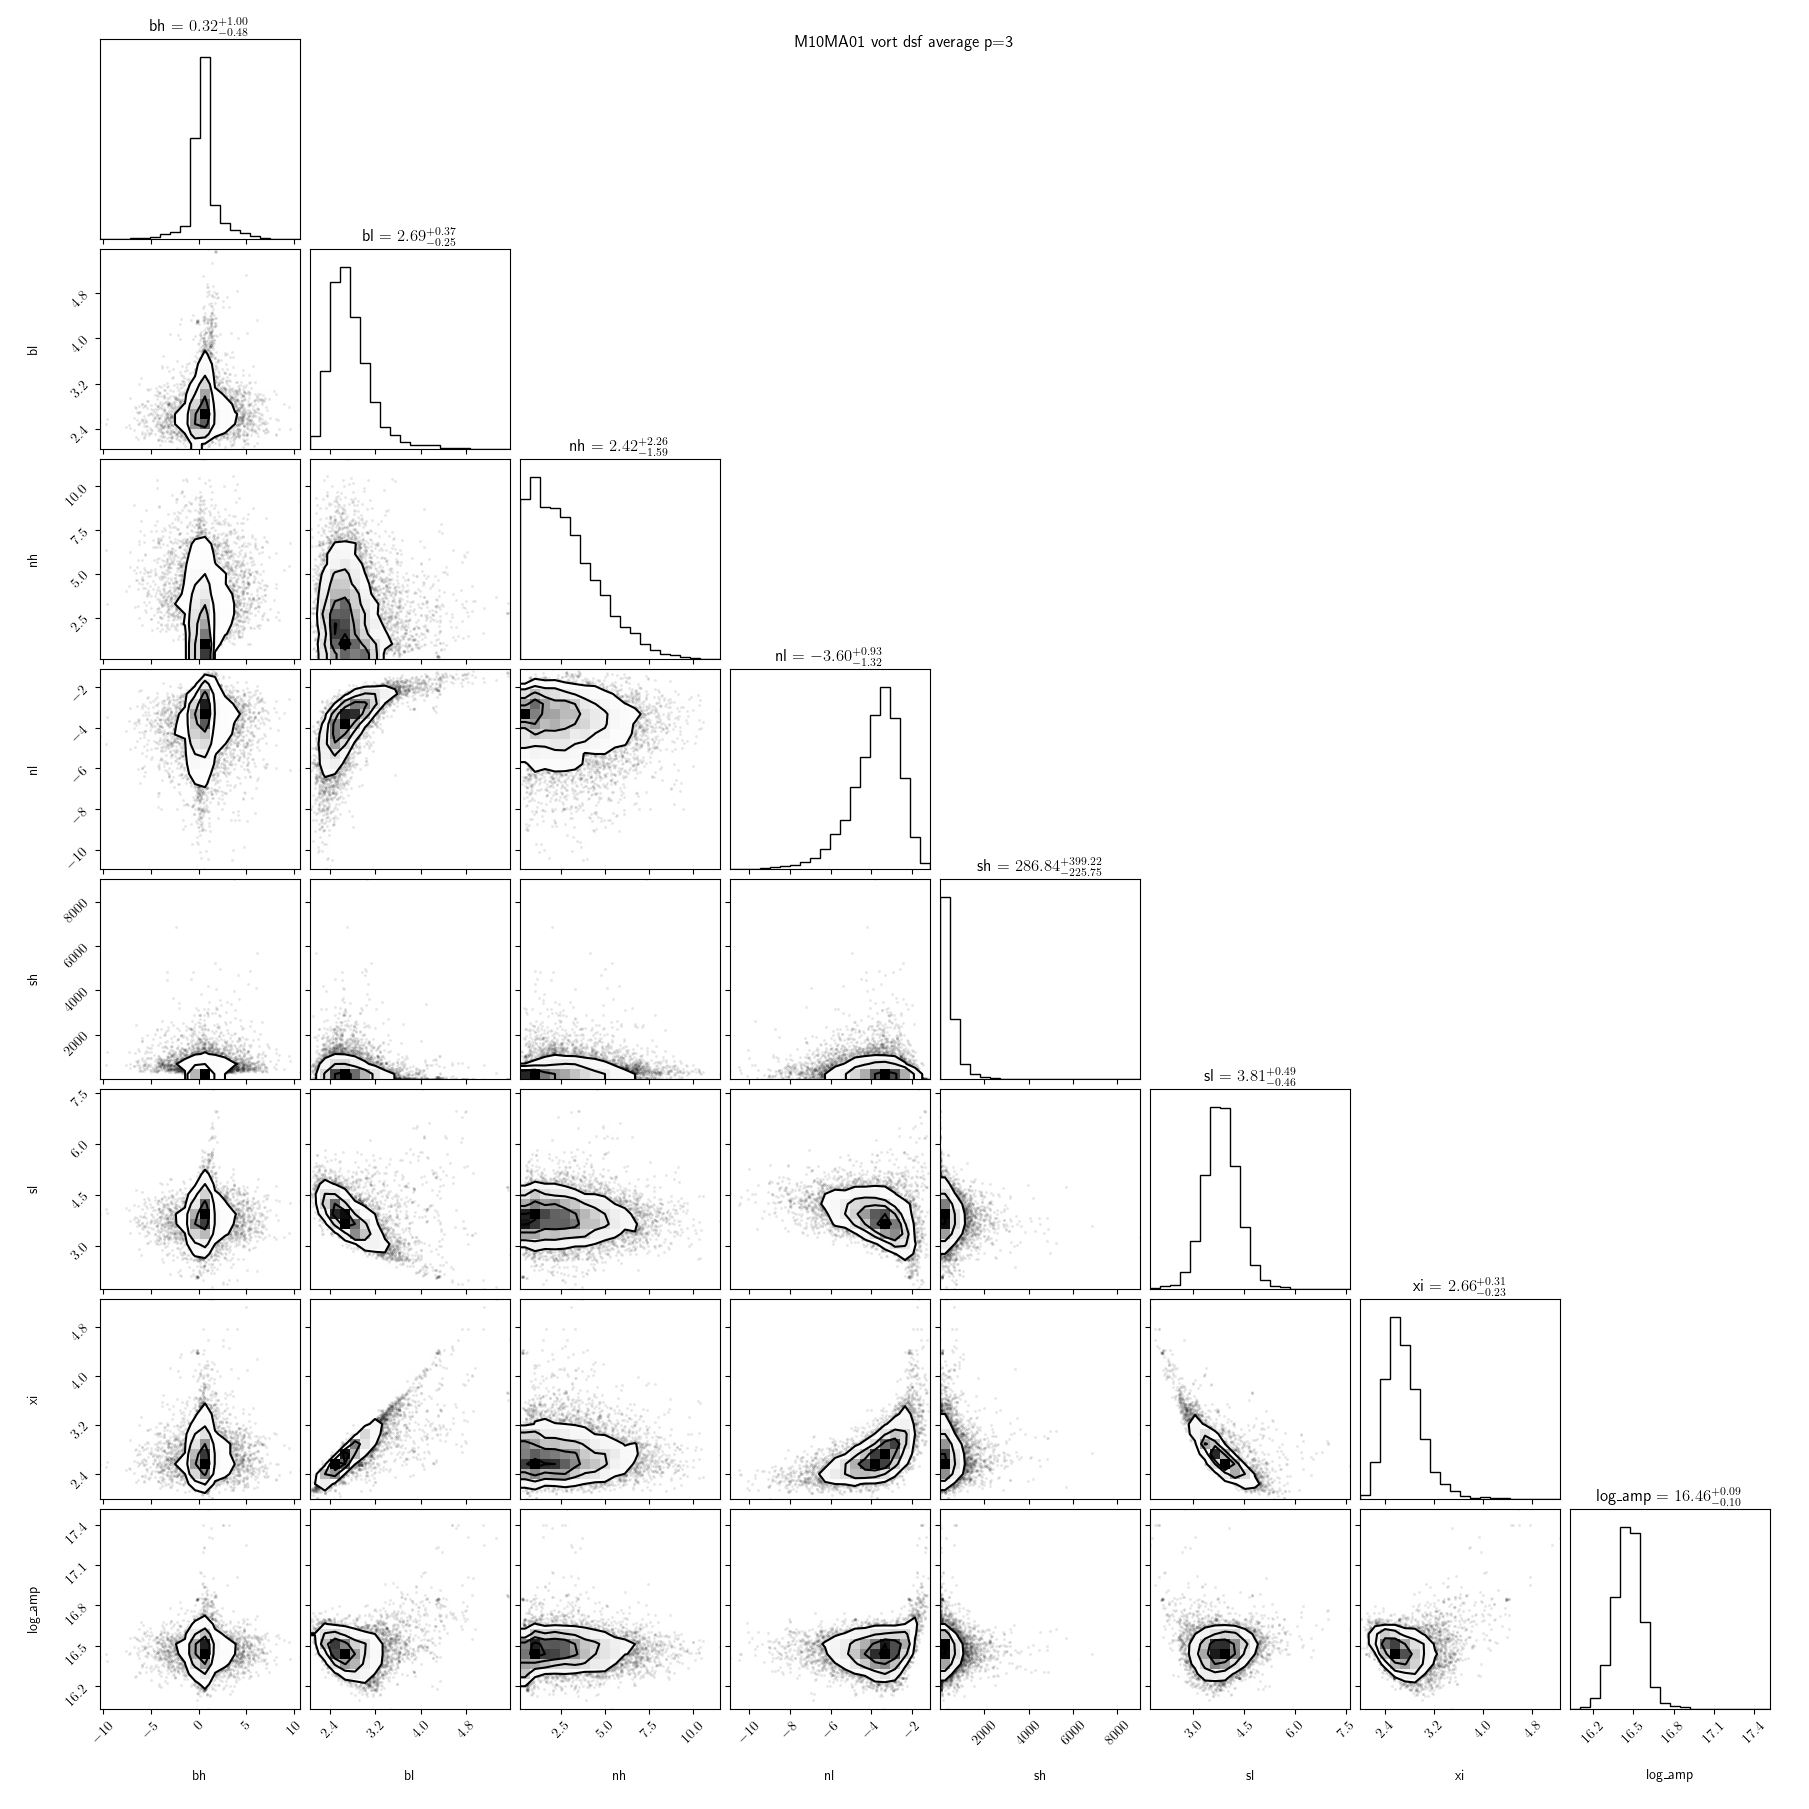 bh = 0.32^{+1.00}_{-0.48}
M10MA01 vort dsf average p=3
bl = 2.69^{+0.37}_{-0.25}
4.8
4.0
3.2
2.4
bl
nh = 2.42^{+2.26}_{-1.59}
10.0
7.5
5.0
2.5
nh
nl = −3.60^{+0.93}_{-1.32}
−2
−4
−6
−8
−10
nl
sh = 286.84^{+399.22}_{-225.75}
8000
6000
4000
2000
sh
sl = 3.81^{+0.49}_{-0.46}
7.5
6.0
4.5
3.0
sl
xi = 2.66^{+0.31}_{-0.23}
4.8
4.0
3.2
2.4
xi
log_amp = 16.46^{+0.09}_{-0.10}
17.4
17.1
16.8
16.5
16.2
log_amp
−10 −5 0 5 10
2.4 3.2 4.0 4.8
2.5 5.0 7.5 10.0
−10 −8 −6 −4 −2
2000 4000 6000 8000
3.0 4.5 6.0 7.5
2.4 3.2 4.0 4.8
16.2 16.5 16.8 17.1 17.4
bh bl nh nl sh sl xi log_amp